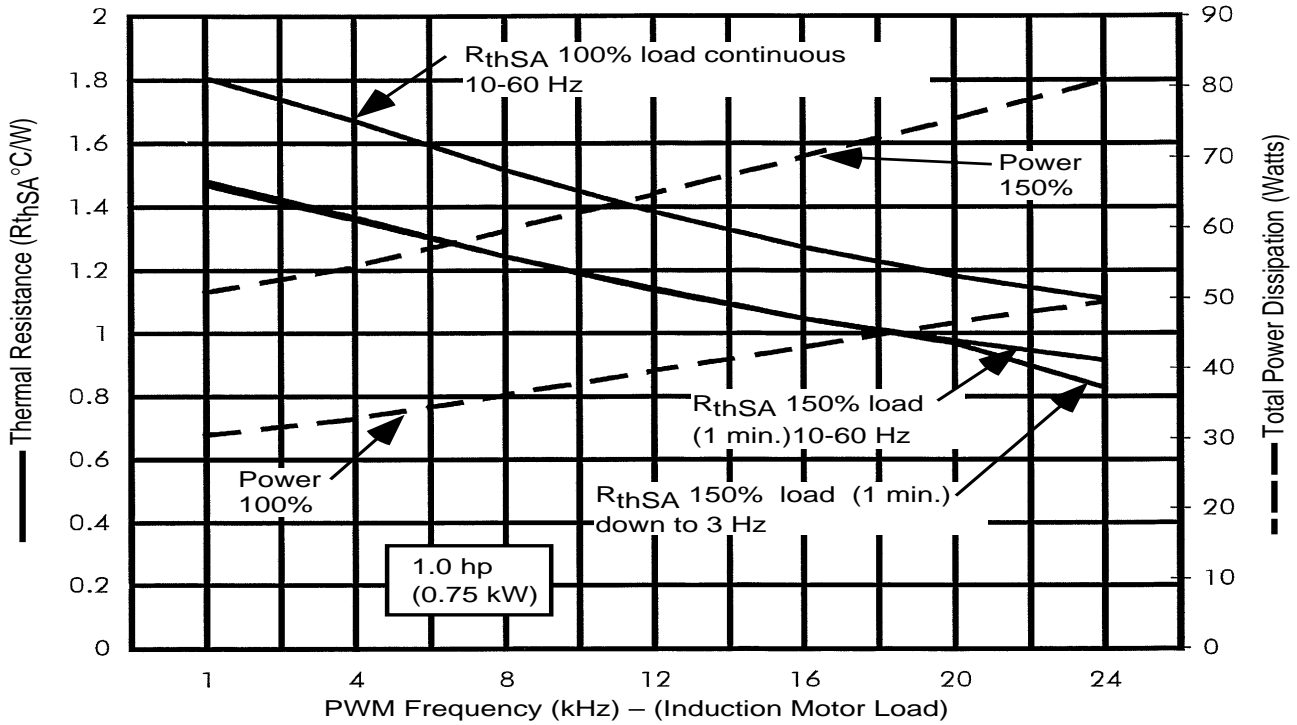 2
1.8
1.6
1.4
1.2
1
0.8
0.6
0.4
0.2
0
Thermal Resistance (RthSA°C/W)
RthSA 100% load continuous
10-60 Hz
Power
150%
RthSA 150% load
(1 min.)10-60 Hz
Power
100%
RthSA 150% load (1 min.)
down to 3 Hz
1.0 hp
(0.75 kW)
90
80
70
60
50
40
30
20
10
0
Total Power Dissipation (Watts)
1 4 8 12 16 20 24
PWM Frequency (kHz) – (Induction Motor Load)